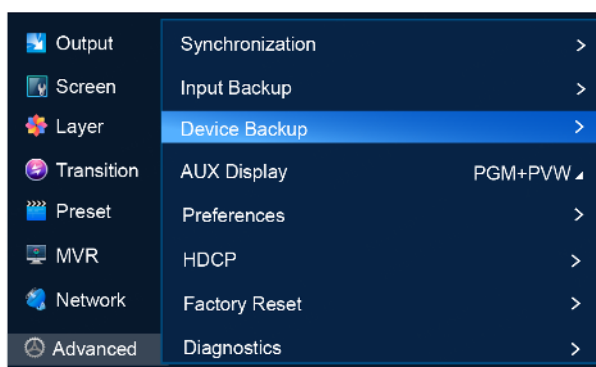 Output
Screen
Layer
Transition
Preset
MVR
Network
Advanced
Synchronization >
Input Backup >
Device Backup >
AUX Display PGM+PVW
Preferences >
HDCP >
Factory Reset >
Diagnostics >